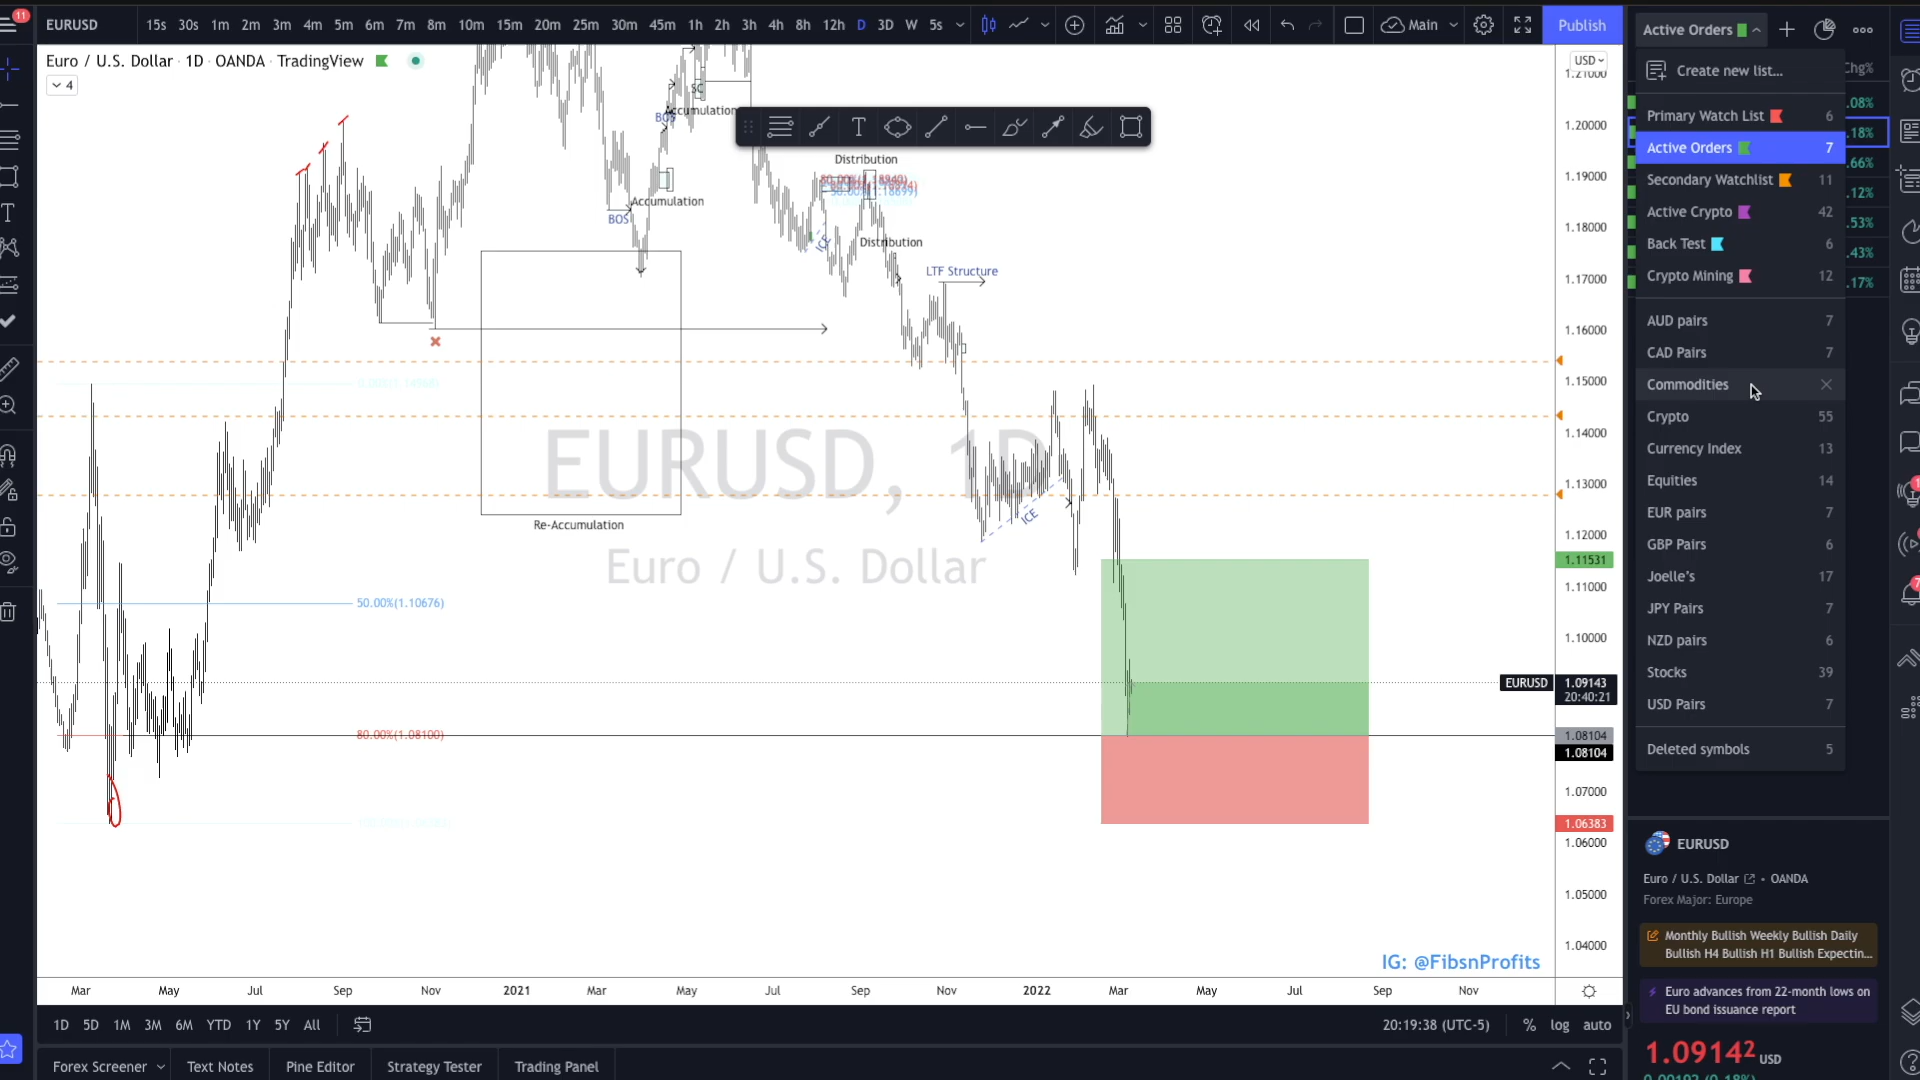 11
EURUSD
15s 30s 1m 2m 3m 4m 5m 6m 7m 8m 10m 15m 20m 25m 30m 45m 1h 2h 3h 4h 8h 12h D 3D W 5s
Main
Publish
Active Orders
Euro / U.S. Dollar · 1D · OANDA · TradingView
4
USD
Chg%
Create new list...
Primary Watch List 6
Active Orders 7
Secondary Watchlist 11
Active Crypto 42
Back Test 6
Crypto Mining 12
AUD pairs 7
CAD Pairs 7
Commodities
Crypto 55
Currency Index 13
Equities 14
EUR pairs 7
GBP Pairs 6
Joelle's 17
JPY Pairs 7
NZD pairs 6
Stocks 39
USD Pairs 7
Deleted symbols 5
.08%
.18%
.66%
.12%
.53%
.43%
.17%
SC
Accumulation
BOS
Accumulation
BOS
Distribution
ICE
Distribution
LTF Structure
ICE
Re-Accumulation
EURUSD, 1D
Euro / U.S. Dollar
50.00%(1.10676)
80.00%(1.08100)
1.21000
1.20000
1.19000
1.18000
1.17000
1.16000
1.15000
1.14000
1.13000
1.12000
1.11531
1.11000
1.10000
EURUSD 1.09143
20:40:21
1.08104
1.08104
1.07000
1.06383
1.06000
1.05000
1.04000
IG: @FibsnProfits
Mar May Jul Sep Nov 2021 Mar May Jul Sep Nov 2022 Mar May Jul Sep Nov
1D 5D 1M 3M 6M YTD 1Y 5Y All
20:19:38 (UTC-5) % log auto
Forex Screener Text Notes Pine Editor Strategy Tester Trading Panel
EURUSD
Euro / U.S. Dollar • OANDA
Forex Major: Europe
Monthly Bullish Weekly Bullish Daily
Bullish H4 Bullish H1 Bullish Expectin...
Euro advances from 22-month lows on
EU bond issuance report
1.09142 USD